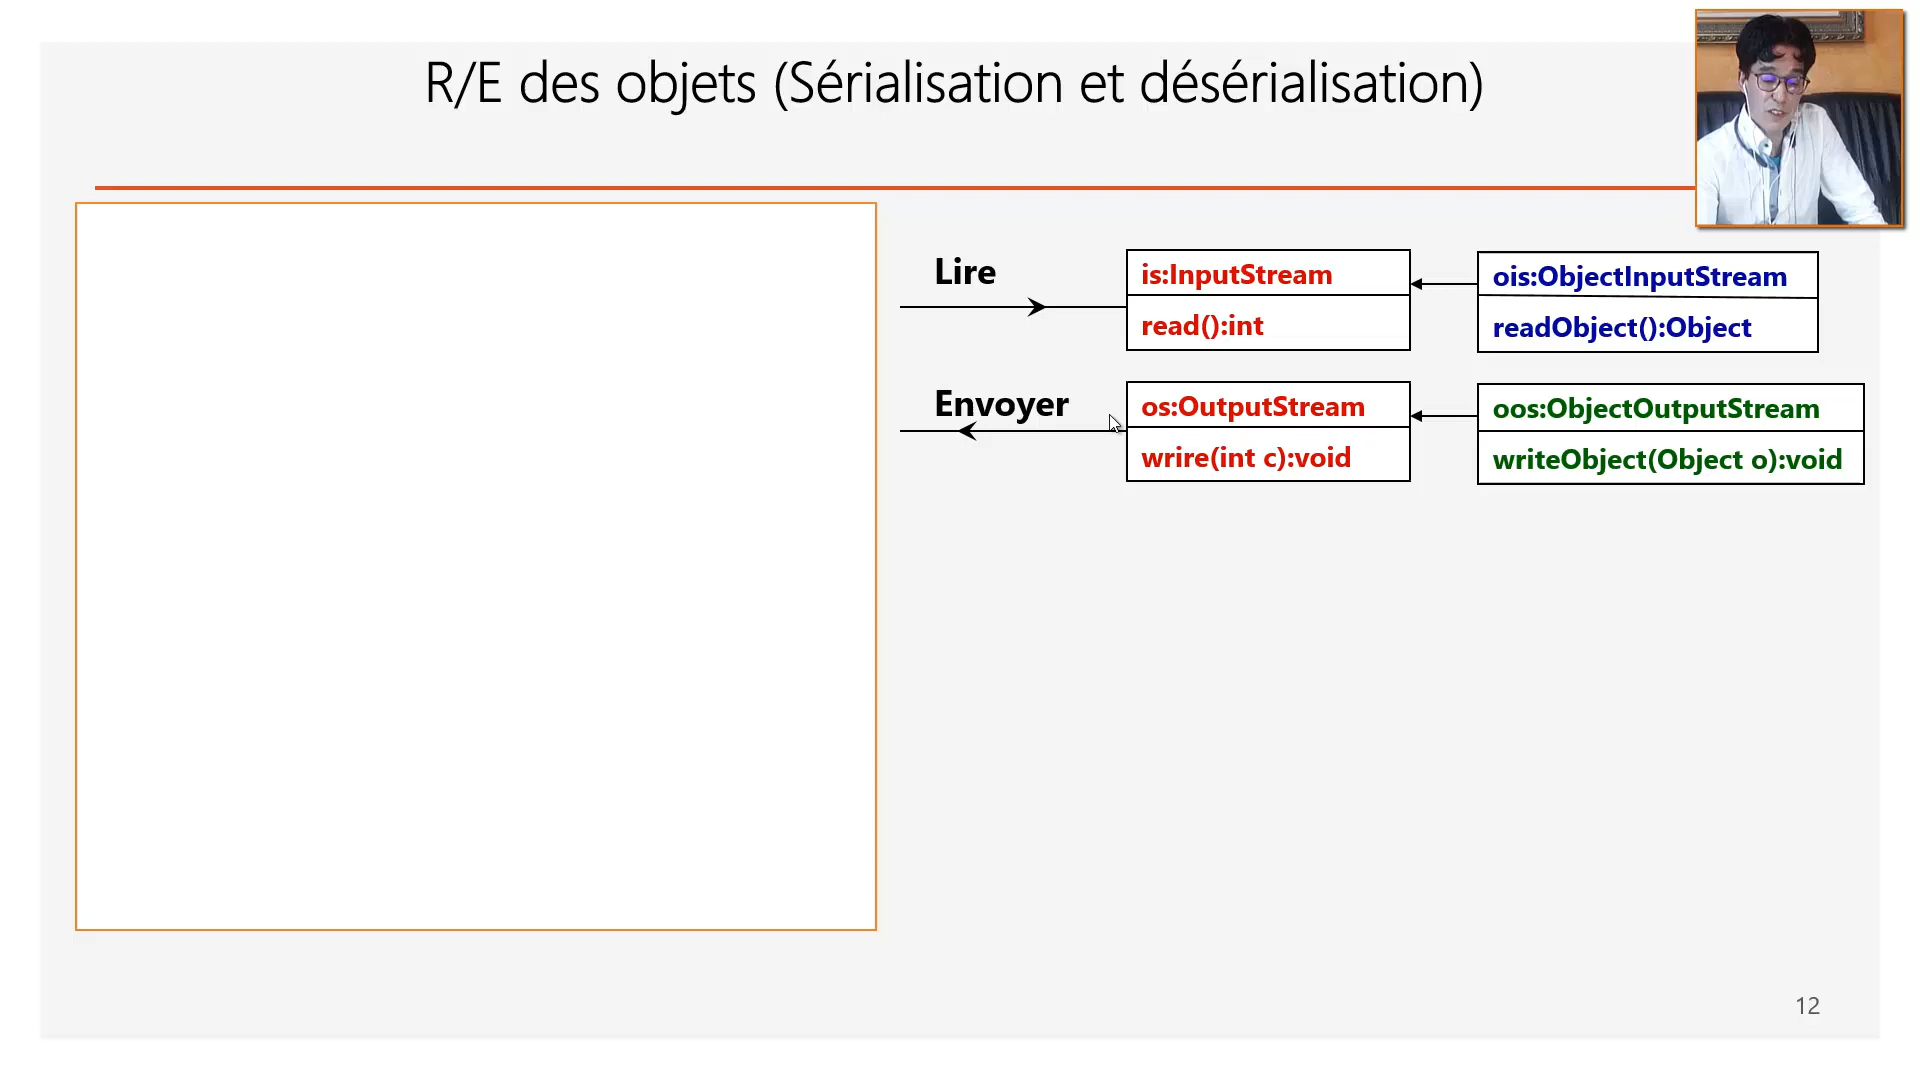 R/E des objets (Sérialisation et désérialisation)
Lire
is:InputStream
read():int
ois:ObjectInputStream
readObject():Object
Envoyer
os:OutputStream
wrire(int c):void
oos:ObjectOutputStream
writeObject(Object o):void
12